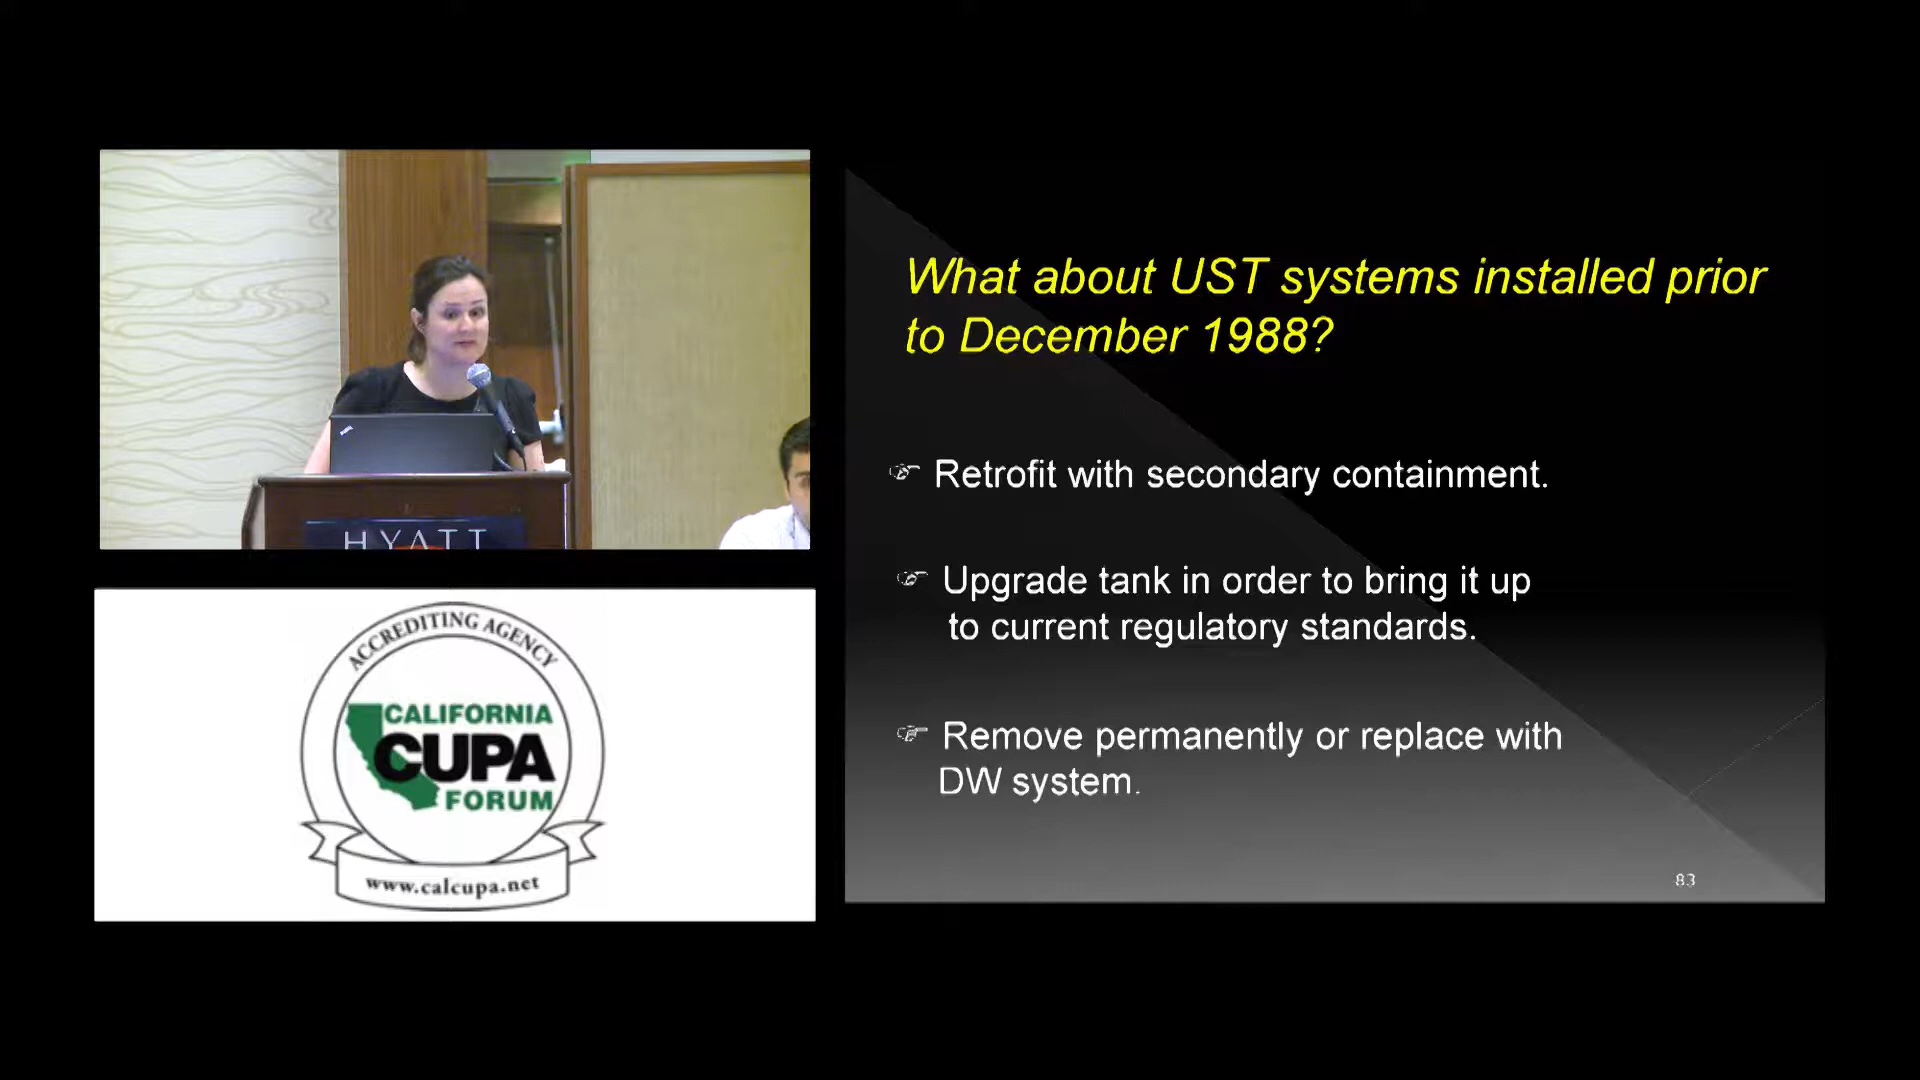 HYATT
ACCREDITING AGENCY
CALIFORNIA
CUPA
FORUM
www.calcupa.net
What about UST systems installed prior
to December 1988?
☞ Retrofit with secondary containment.
☞ Upgrade tank in order to bring it up
to current regulatory standards.
☞ Remove permanently or replace with
DW system.
83